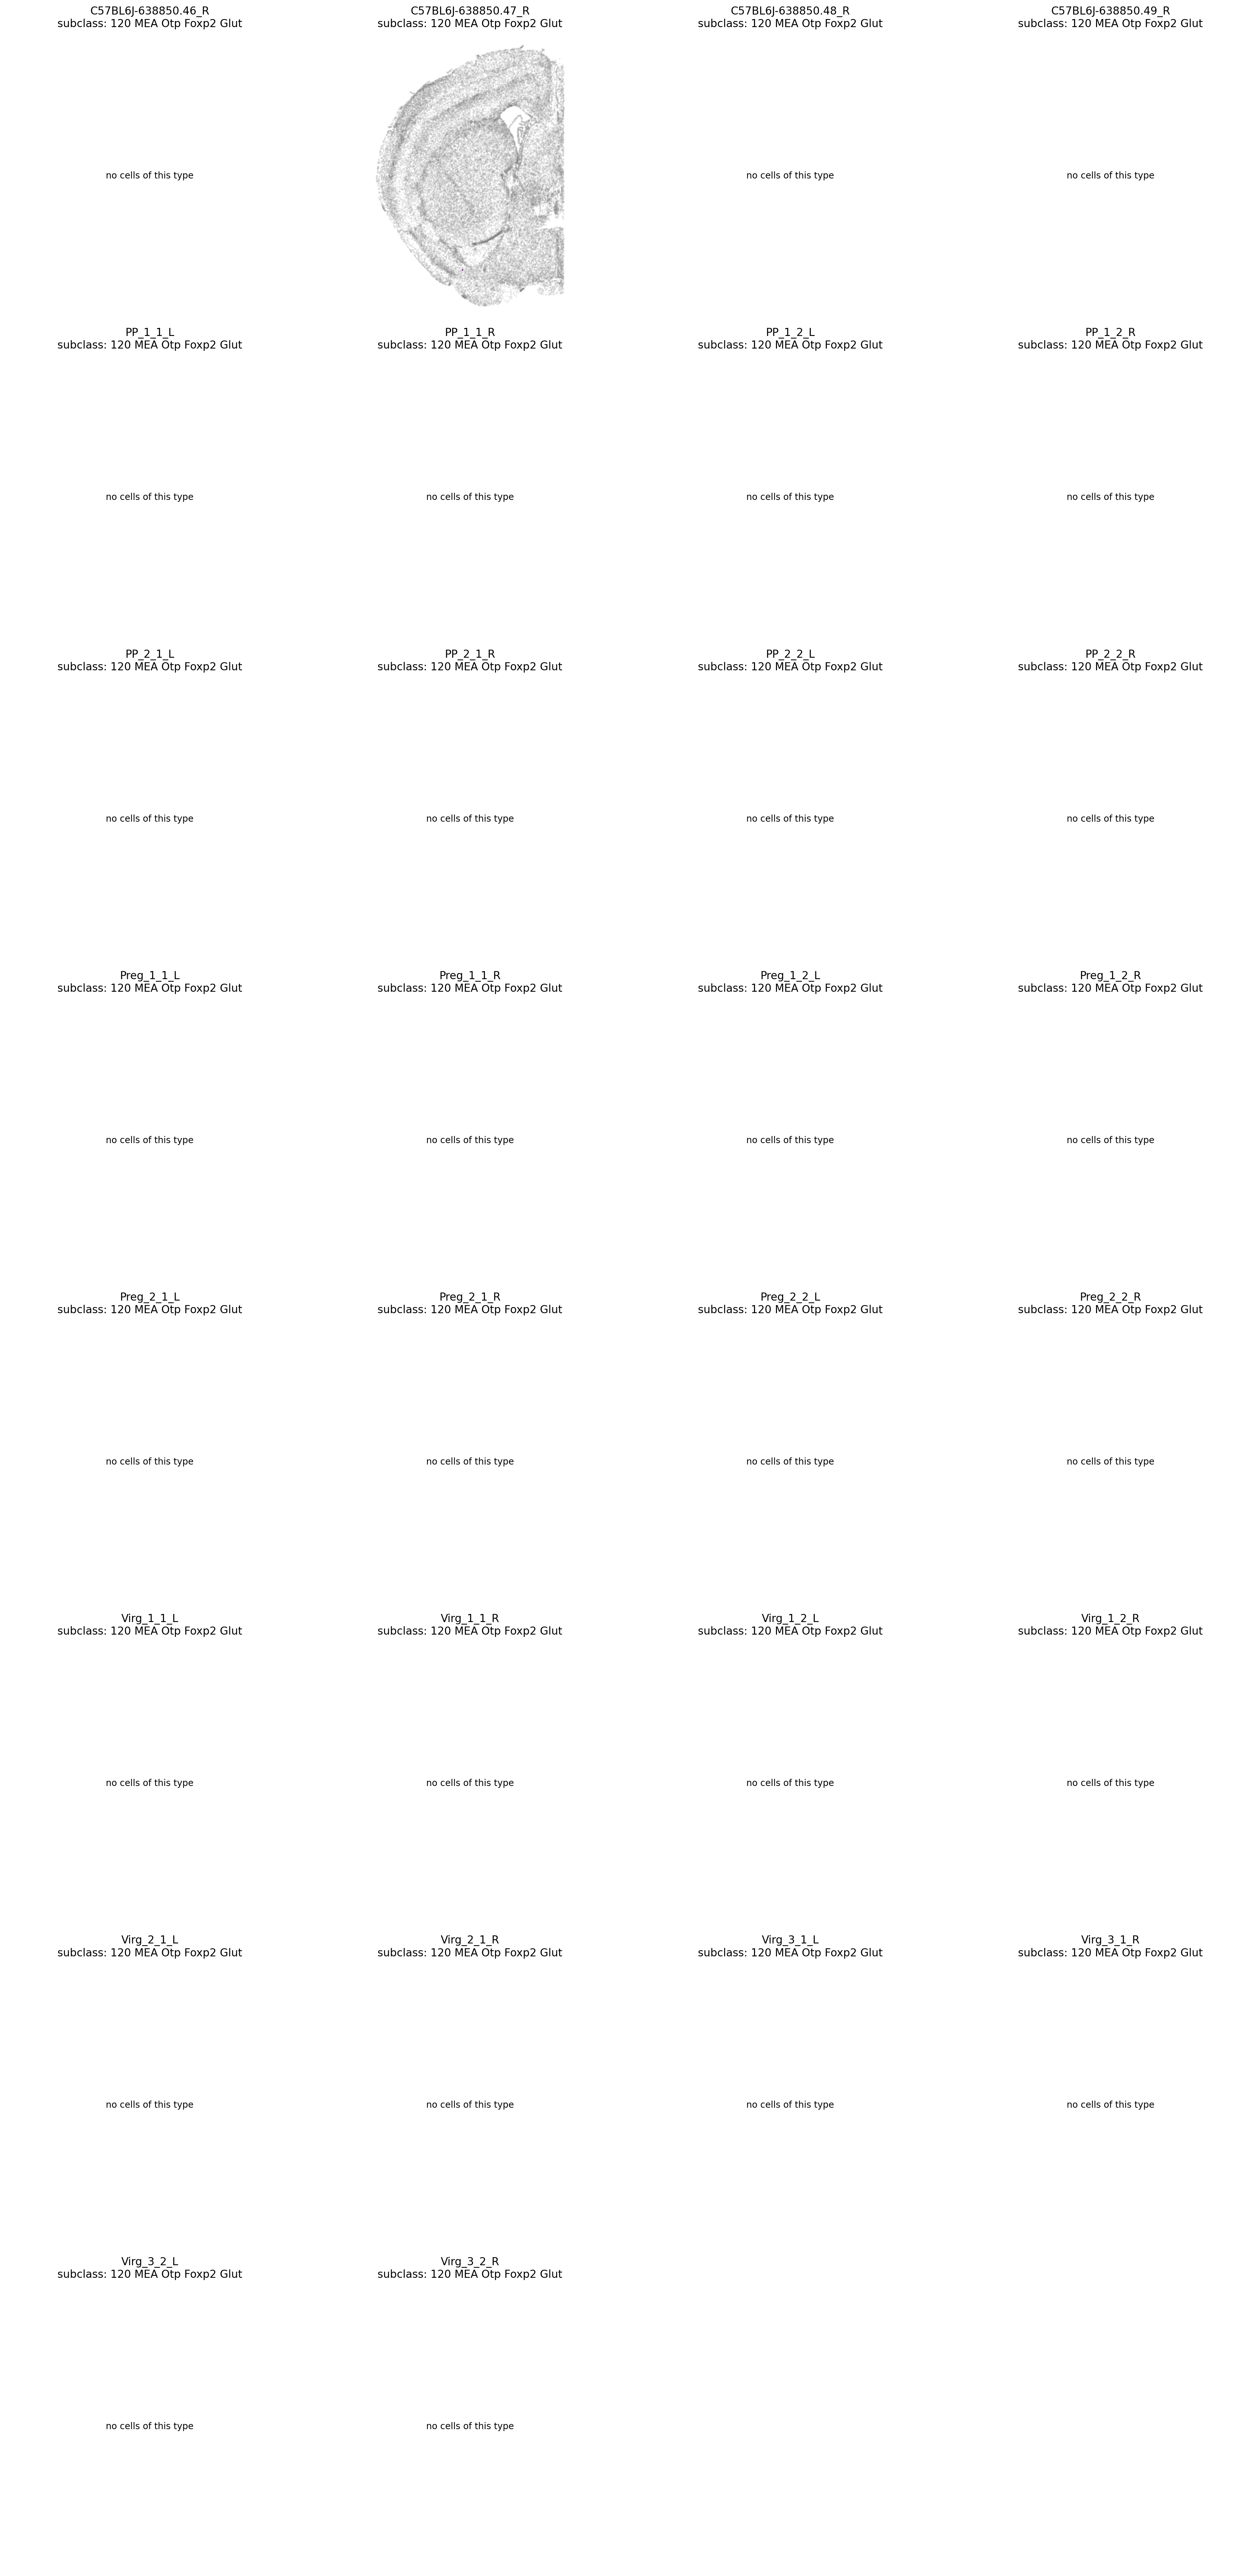 C57BL6J-638850.46_R
subclass: 120 MEA Otp Foxp2 Glut
C57BL6J-638850.47_R
subclass: 120 MEA Otp Foxp2 Glut
C57BL6J-638850.48_R
subclass: 120 MEA Otp Foxp2 Glut
C57BL6J-638850.49_R
subclass: 120 MEA Otp Foxp2 Glut
no cells of this type
no cells of this type
no cells of this type
PP_1_1_L
subclass: 120 MEA Otp Foxp2 Glut
PP_1_1_R
subclass: 120 MEA Otp Foxp2 Glut
PP_1_2_L
subclass: 120 MEA Otp Foxp2 Glut
PP_1_2_R
subclass: 120 MEA Otp Foxp2 Glut
no cells of this type
no cells of this type
no cells of this type
no cells of this type
PP_2_1_L
subclass: 120 MEA Otp Foxp2 Glut
PP_2_1_R
subclass: 120 MEA Otp Foxp2 Glut
PP_2_2_L
subclass: 120 MEA Otp Foxp2 Glut
PP_2_2_R
subclass: 120 MEA Otp Foxp2 Glut
no cells of this type
no cells of this type
no cells of this type
no cells of this type
Preg_1_1_L
subclass: 120 MEA Otp Foxp2 Glut
Preg_1_1_R
subclass: 120 MEA Otp Foxp2 Glut
Preg_1_2_L
subclass: 120 MEA Otp Foxp2 Glut
Preg_1_2_R
subclass: 120 MEA Otp Foxp2 Glut
no cells of this type
no cells of this type
no cells of this type
no cells of this type
Preg_2_1_L
subclass: 120 MEA Otp Foxp2 Glut
Preg_2_1_R
subclass: 120 MEA Otp Foxp2 Glut
Preg_2_2_L
subclass: 120 MEA Otp Foxp2 Glut
Preg_2_2_R
subclass: 120 MEA Otp Foxp2 Glut
no cells of this type
no cells of this type
no cells of this type
no cells of this type
Virg_1_1_L
subclass: 120 MEA Otp Foxp2 Glut
Virg_1_1_R
subclass: 120 MEA Otp Foxp2 Glut
Virg_1_2_L
subclass: 120 MEA Otp Foxp2 Glut
Virg_1_2_R
subclass: 120 MEA Otp Foxp2 Glut
no cells of this type
no cells of this type
no cells of this type
no cells of this type
Virg_2_1_L
subclass: 120 MEA Otp Foxp2 Glut
Virg_2_1_R
subclass: 120 MEA Otp Foxp2 Glut
Virg_3_1_L
subclass: 120 MEA Otp Foxp2 Glut
Virg_3_1_R
subclass: 120 MEA Otp Foxp2 Glut
no cells of this type
no cells of this type
no cells of this type
no cells of this type
Virg_3_2_L
subclass: 120 MEA Otp Foxp2 Glut
Virg_3_2_R
subclass: 120 MEA Otp Foxp2 Glut
no cells of this type
no cells of this type